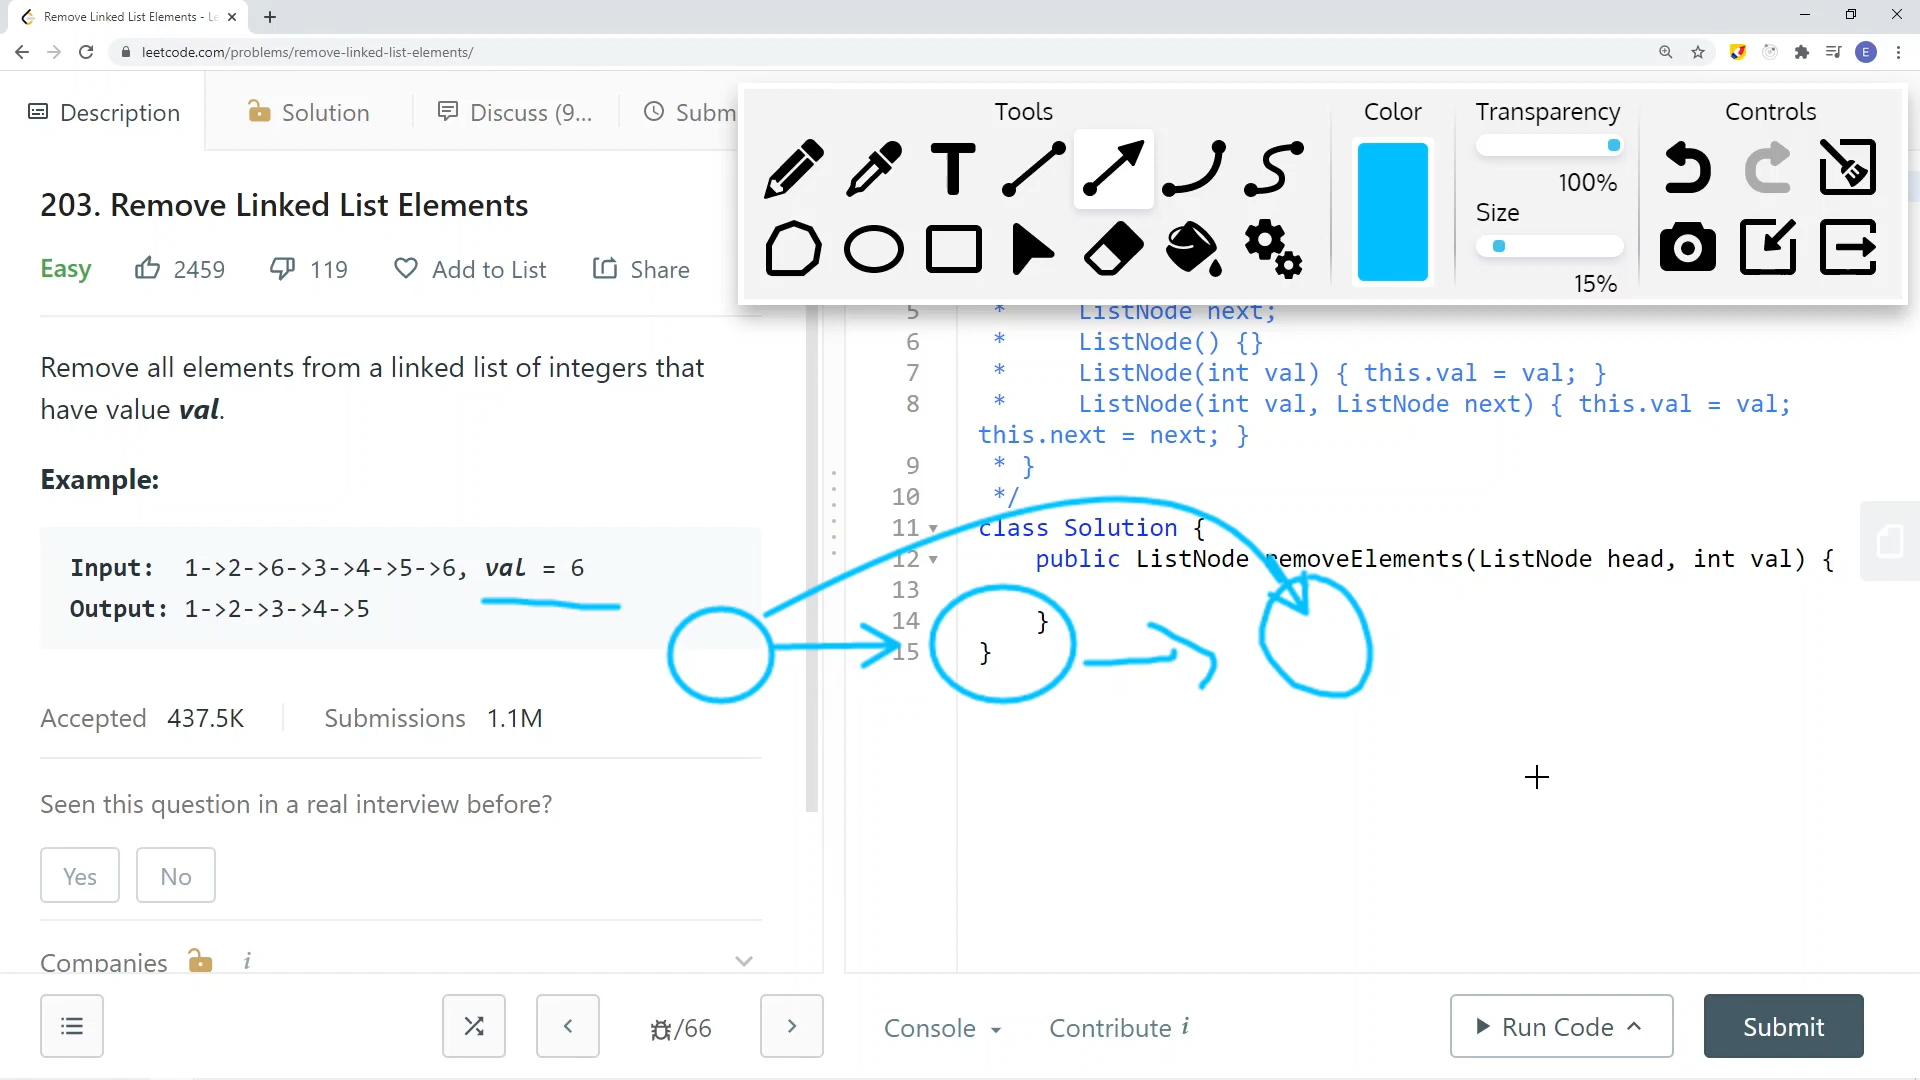 Remove Linked List Elements - Le
leetcode.com/problems/remove-linked-list-elements/
E
Description
Solution
Discuss (9...
Subm
Tools
Color
Transparency
Controls
T
100%
Size
15%
203. Remove Linked List Elements
Easy
2459
119
Add to List
Share
Remove all elements from a linked list of integers that
have value val.
Example:
Input: 1->2->6->3->4->5->6, val = 6
Output: 1->2->3->4->5
Accepted 437.5K
Submissions 1.1M
Seen this question in a real interview before?
Yes
No
Companies i
5 * ListNode next;
6 * ListNode() {}
7 * ListNode(int val) { this.val = val; }
8 * ListNode(int val, ListNode next) { this.val = val;
this.next = next; }
9 * }
10 */
11 class Solution {
12 public ListNode removeElements(ListNode head, int val) {
13
14 }
15 }
/66
Console
Contribute i
Run Code
Submit